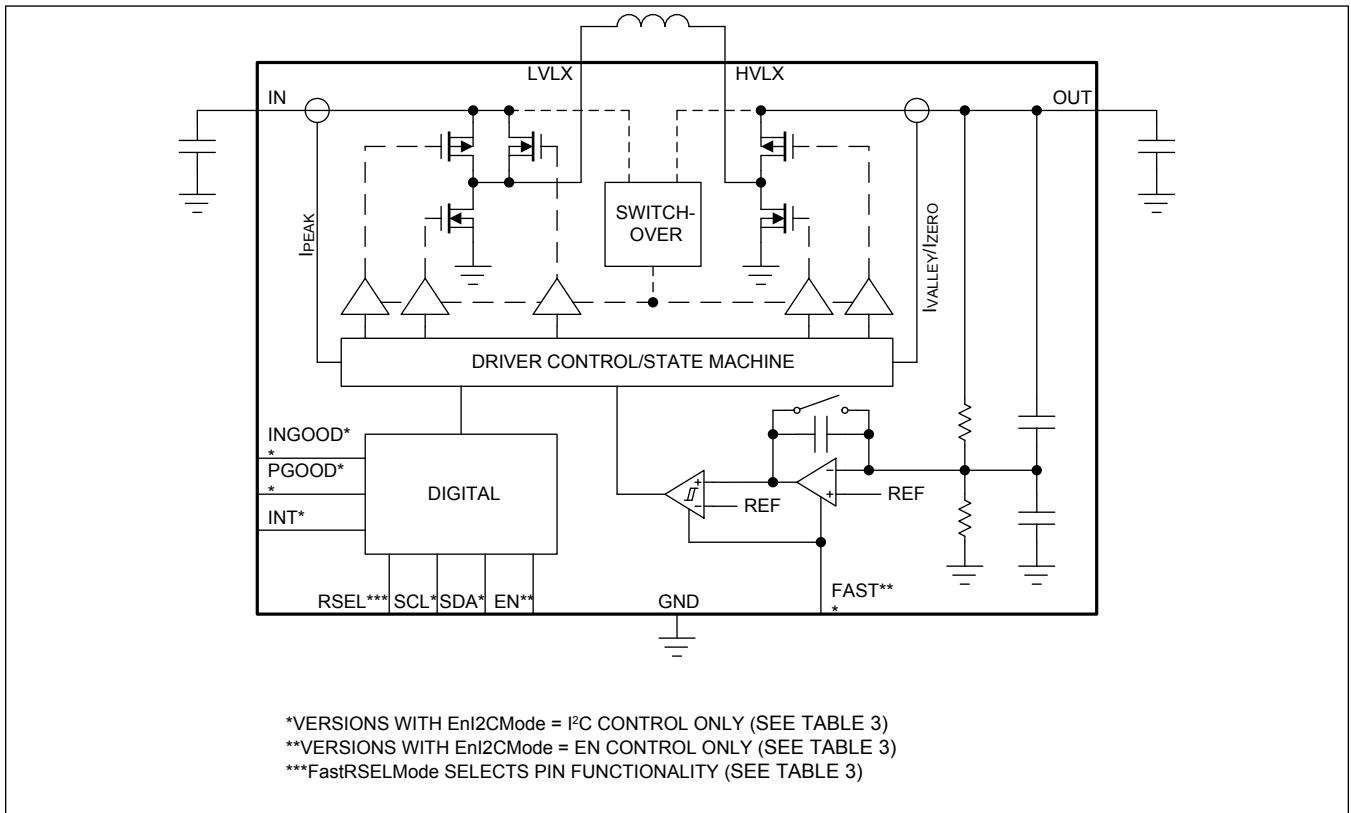 LVLX
HVLX
IN
OUT
SWITCH-
OVER
IPEAK
IVALLEY/IZERO
DRIVER CONTROL/STATE MACHINE
INGOOD*
*
PGOOD*
*
INT*
DIGITAL
+
−
REF
−
+
REF
RSEL***
SCL*
SDA*
EN**
GND
FAST**
*
*VERSIONS WITH EnI2CMode = I²C CONTROL ONLY (SEE TABLE 3)
**VERSIONS WITH EnI2CMode = EN CONTROL ONLY (SEE TABLE 3)
***FastRSELMode SELECTS PIN FUNCTIONALITY (SEE TABLE 3)